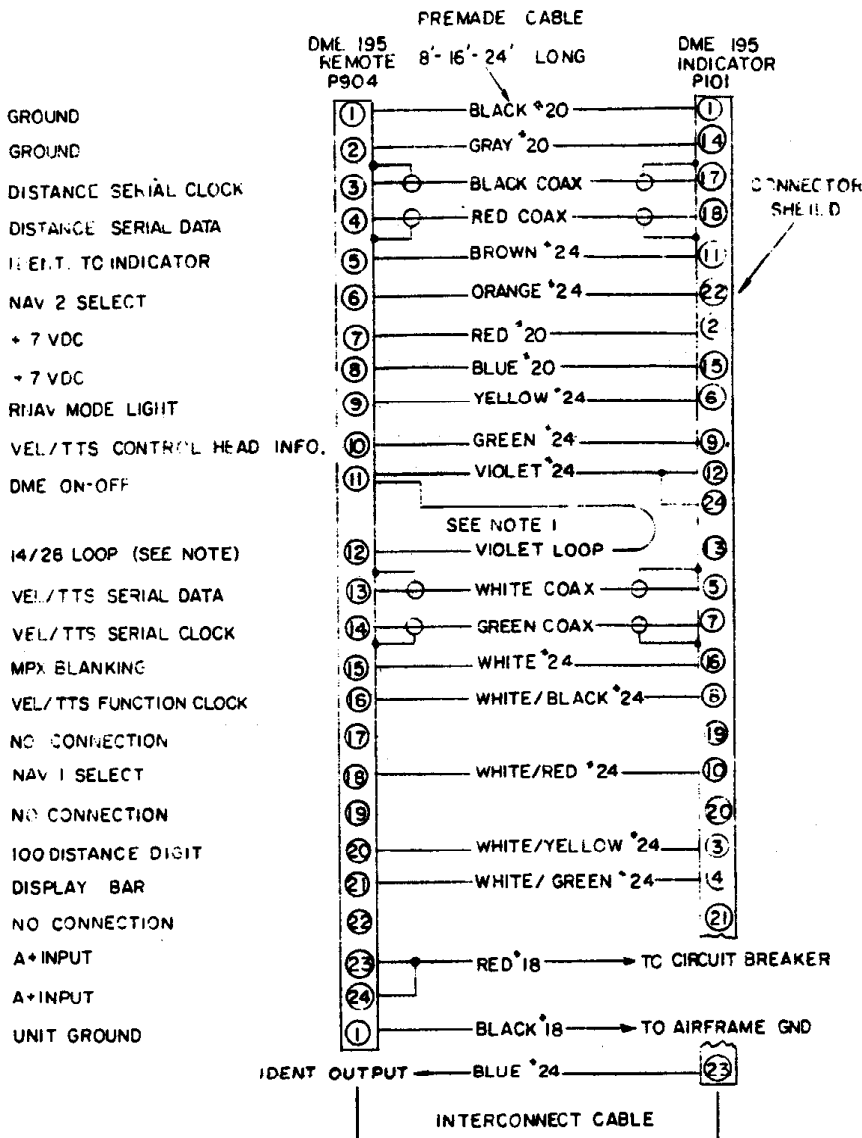 PREMADE CABLE
DME 195 REMOTE P904
8'-16'-24' LONG
DME 195 INDICATOR P101
GROUND ① BLACK #20 ①
GROUND ② GRAY #20 ⑭
DISTANCE SERIAL CLOCK ③ BLACK COAX ⑰
CONNECTOR
DISTANCE SERIAL DATA ④ RED COAX ⑱
TO INDICATOR ⑤ BROWN #24 ⑪
NAV 2 SELECT ⑥ ORANGE #24 ㉒
+ 7 VDC ⑦ RED #20 ②
+ 7 VDC ⑧ BLUE #20 ⑮
RNAV MODE LIGHT ⑨ YELLOW #24 ⑥
VEL/TTS CONTROL HEAD INFO. ⑩ GREEN #24 ⑨
DME ON-OFF ⑪ VIOLET #24 ⑫
㉔
SEE NOTE 1
14/28 LOOP (SEE NOTE) ⑫ VIOLET LOOP ⑬
VEL/TTS SERIAL DATA ⑬ WHITE COAX ⑤
VEL/TTS SERIAL CLOCK ⑭ GREEN COAX ⑦
MPX BLANKING ⑮ WHITE #24 ⑯
VEL/TTS FUNCTION CLOCK ⑯ WHITE/BLACK #24 ⑧
NO CONNECTION ⑰ ⑲
NAV 1 SELECT ⑱ WHITE/RED #24 ⑩
NO CONNECTION ⑲ ⑳
100 DISTANCE DIGIT ⑳ WHITE/YELLOW #24 ③
DISPLAY BAR ㉑ WHITE/ GREEN #24 ④
NO CONNECTION ㉒ ㉑
A+ INPUT ㉓ RED #18 TO CIRCUIT BREAKER
A+ INPUT ㉔
UNIT GROUND ① BLACK #18 TO AIRFRAME GND
IDENT OUTPUT BLUE #24 ㉓
INTERCONNECT CABLE